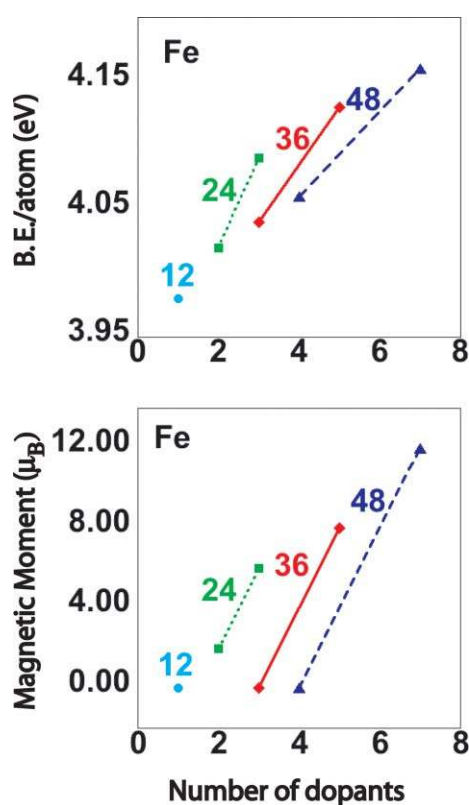 B.E./atom (eV)
Fe
4.15
4.05
3.95
12
24
36
48
0 2 4 6 8
Magnetic Moment (μB)
Fe
12.00
8.00
4.00
0.00
12
24
36
48
0 2 4 6 8
Number of dopants